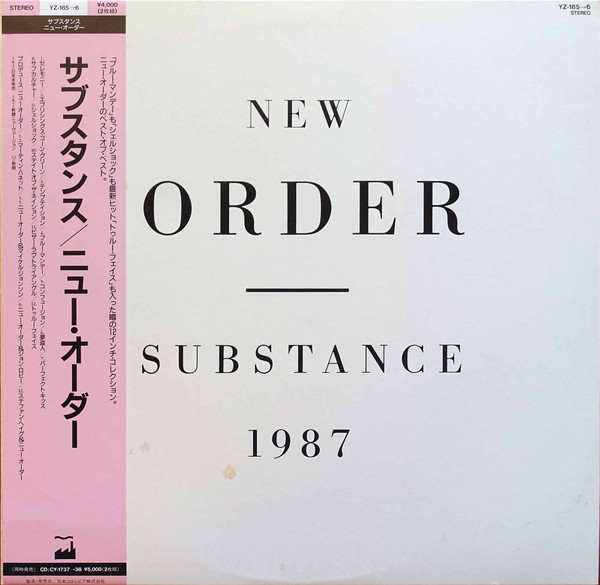 STEREO
YZ-185→6
¥4,000
(2枚組)
サブスタンス
ニュー・オーダー
サブスタンス/ニュー・オーダー
「ブルー・マンデー」も、「シェルショック」も最新ヒット、「トゥルー・フェイス」も入った噂の12インチ・コレクション。
ニュー・オーダーのベスト・オブ・ベスト。
(同時発売) CD:CY-1737→38 ¥5,000(2枚組)
YZ-185→6
STEREO
NEW
ORDER
SUBSTANCE
1987